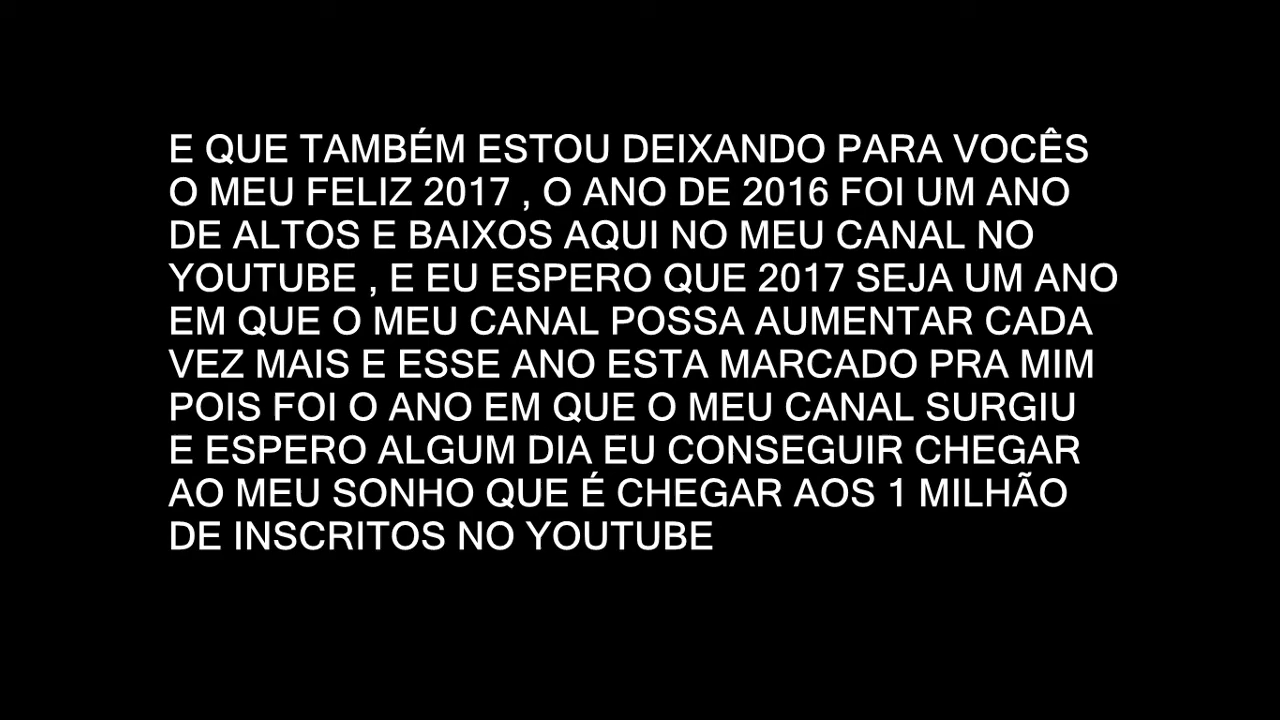 E QUE TAMBÉM ESTOU DEIXANDO PARA VOCÊS
O MEU FELIZ 2017 , O ANO DE 2016 FOI UM ANO
DE ALTOS E BAIXOS AQUI NO MEU CANAL NO
YOUTUBE , E EU ESPERO QUE 2017 SEJA UM ANO
EM QUE O MEU CANAL POSSA AUMENTAR CADA
VEZ MAIS E ESSE ANO ESTA MARCADO PRA MIM
POIS FOI O ANO EM QUE O MEU CANAL SURGIU
E ESPERO ALGUM DIA EU CONSEGUIR CHEGAR
AO MEU SONHO QUE É CHEGAR AOS 1 MILHÃO
DE INSCRITOS NO YOUTUBE